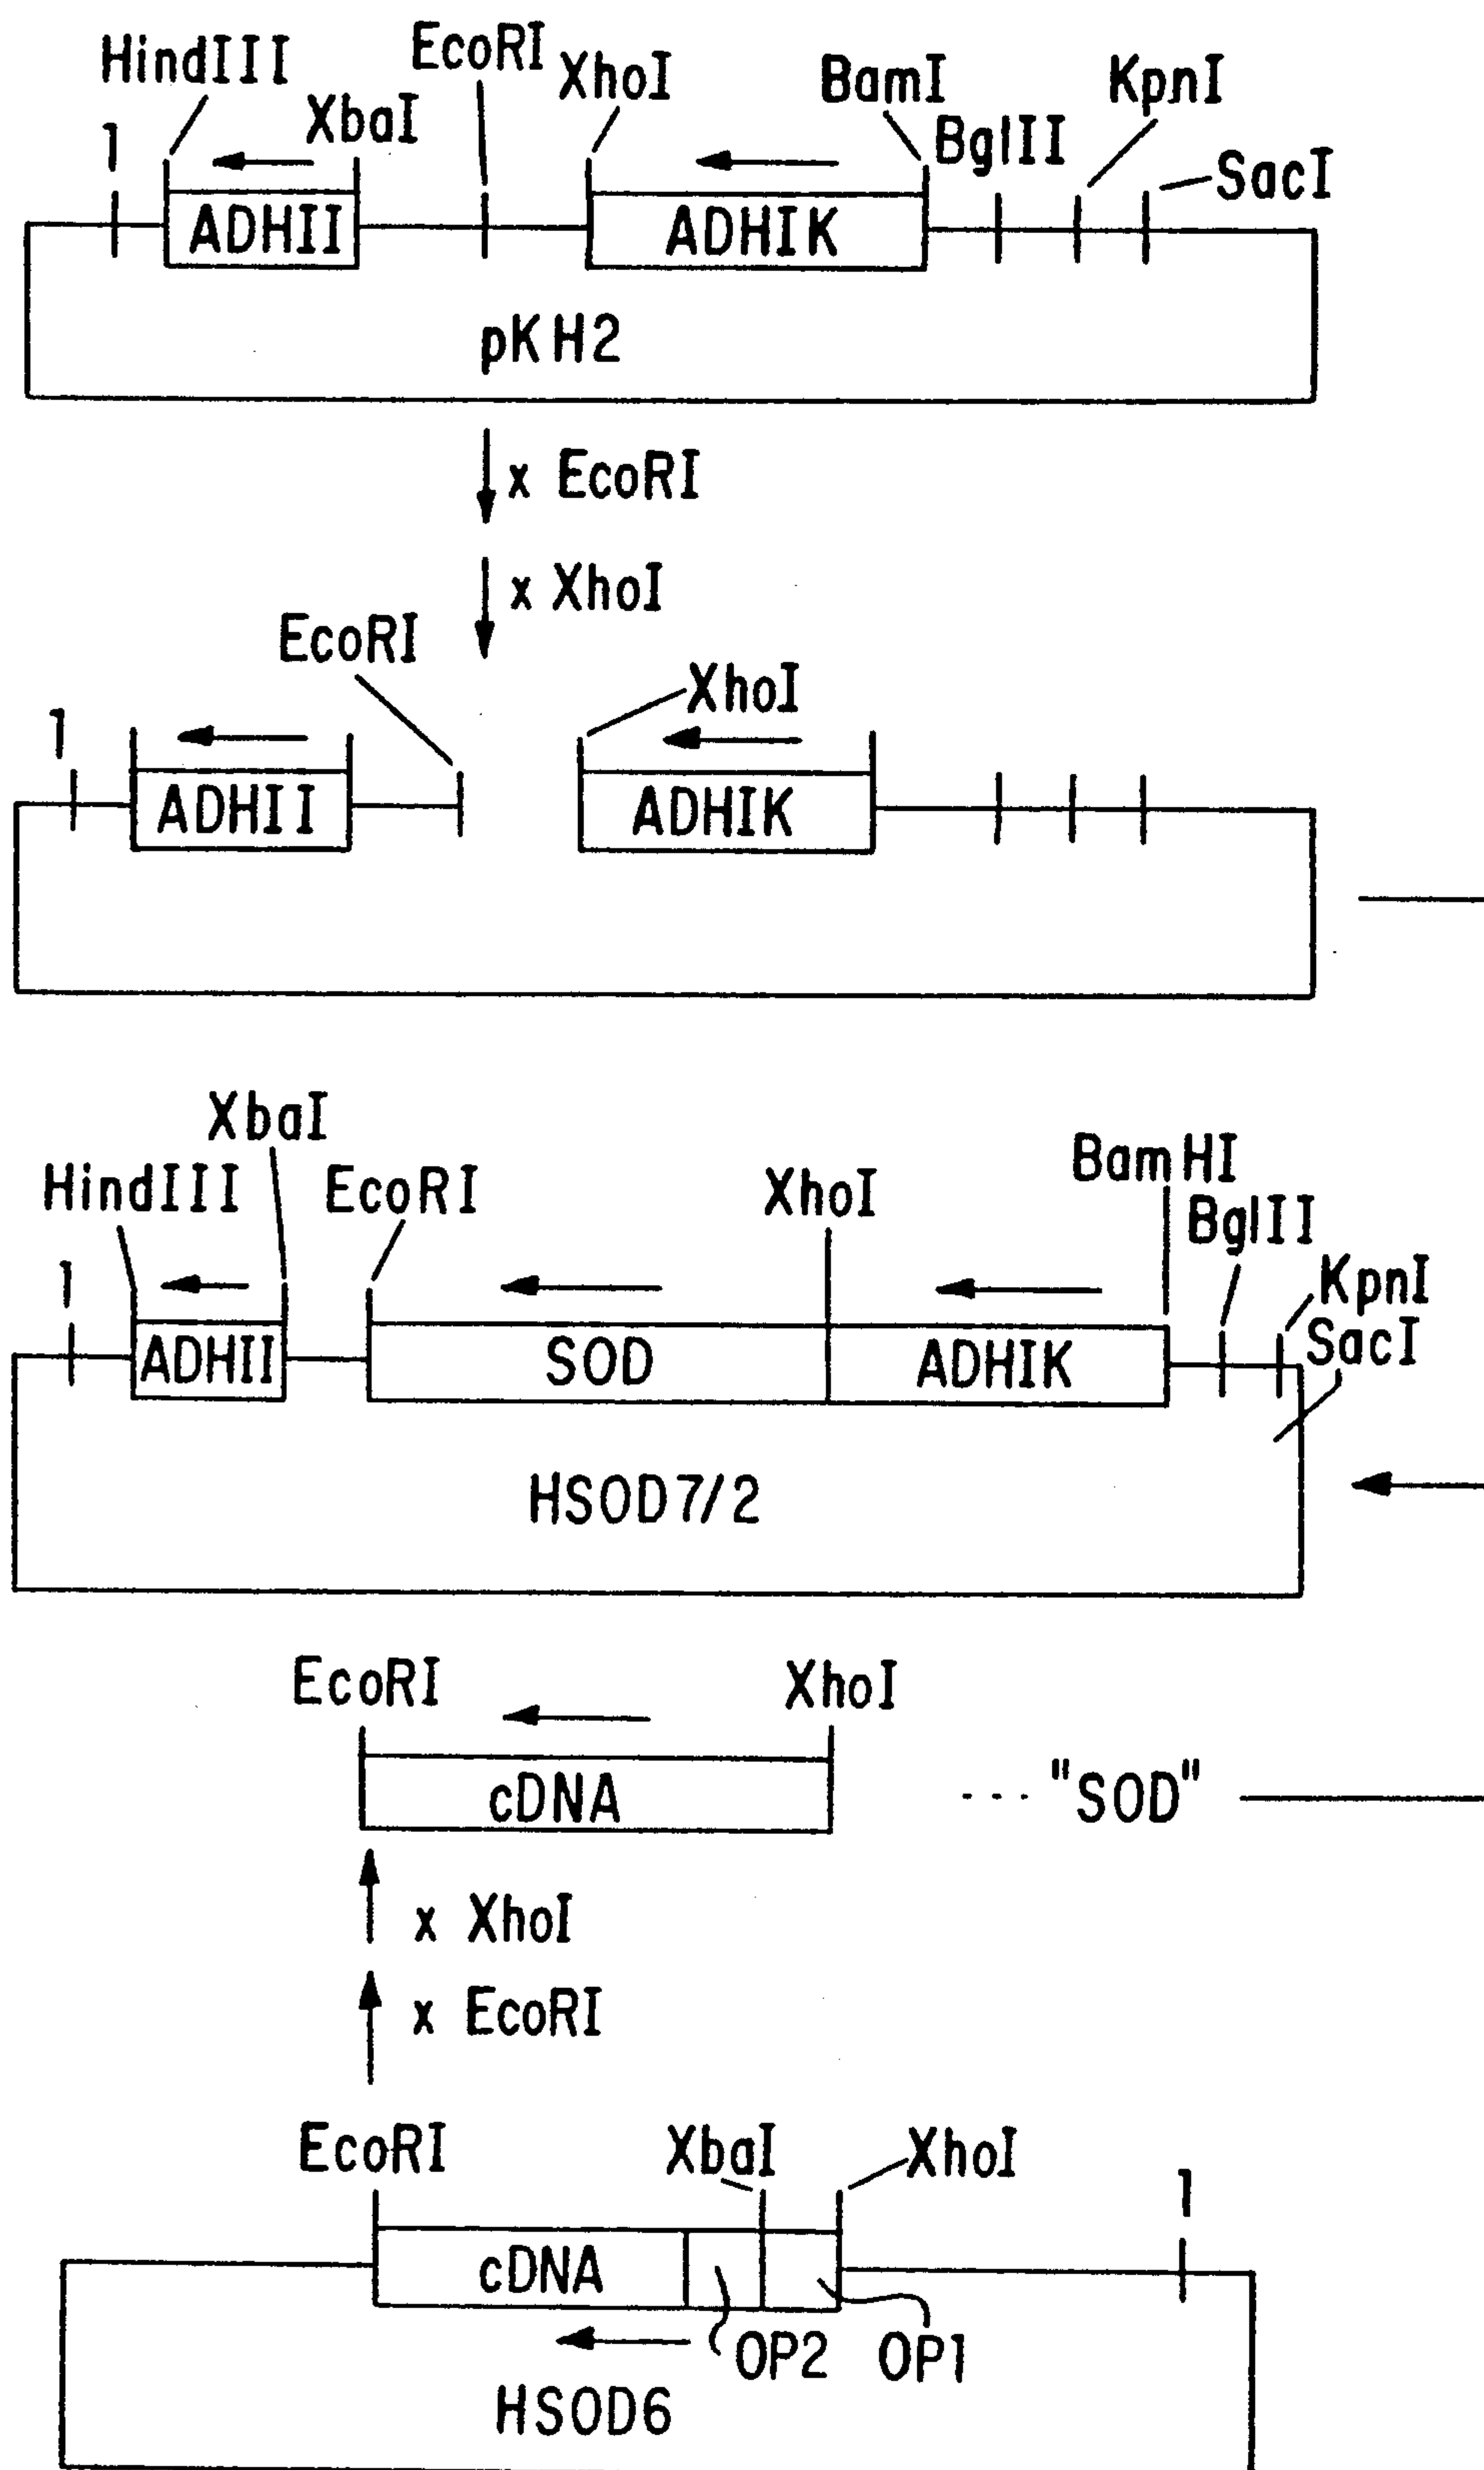 HindIII
EcoRI
XhoI
BamI
KpnI
1
XbaI
BglII
SacI
ADHII
ADHIK
pKH2
x EcoRI
x XhoI
EcoRI
XhoI
1
ADHII
ADHIK
XbaI
HindIII
EcoRI
XhoI
BamHI
BglII
KpnI
SacI
1
ADHII
SOD
ADHIK
HSOD7/2
EcoRI
XhoI
cDNA
... "SOD"
x XhoI
x EcoRI
EcoRI
XbaI
XhoI
1
cDNA
OP2
OP1
HSOD6